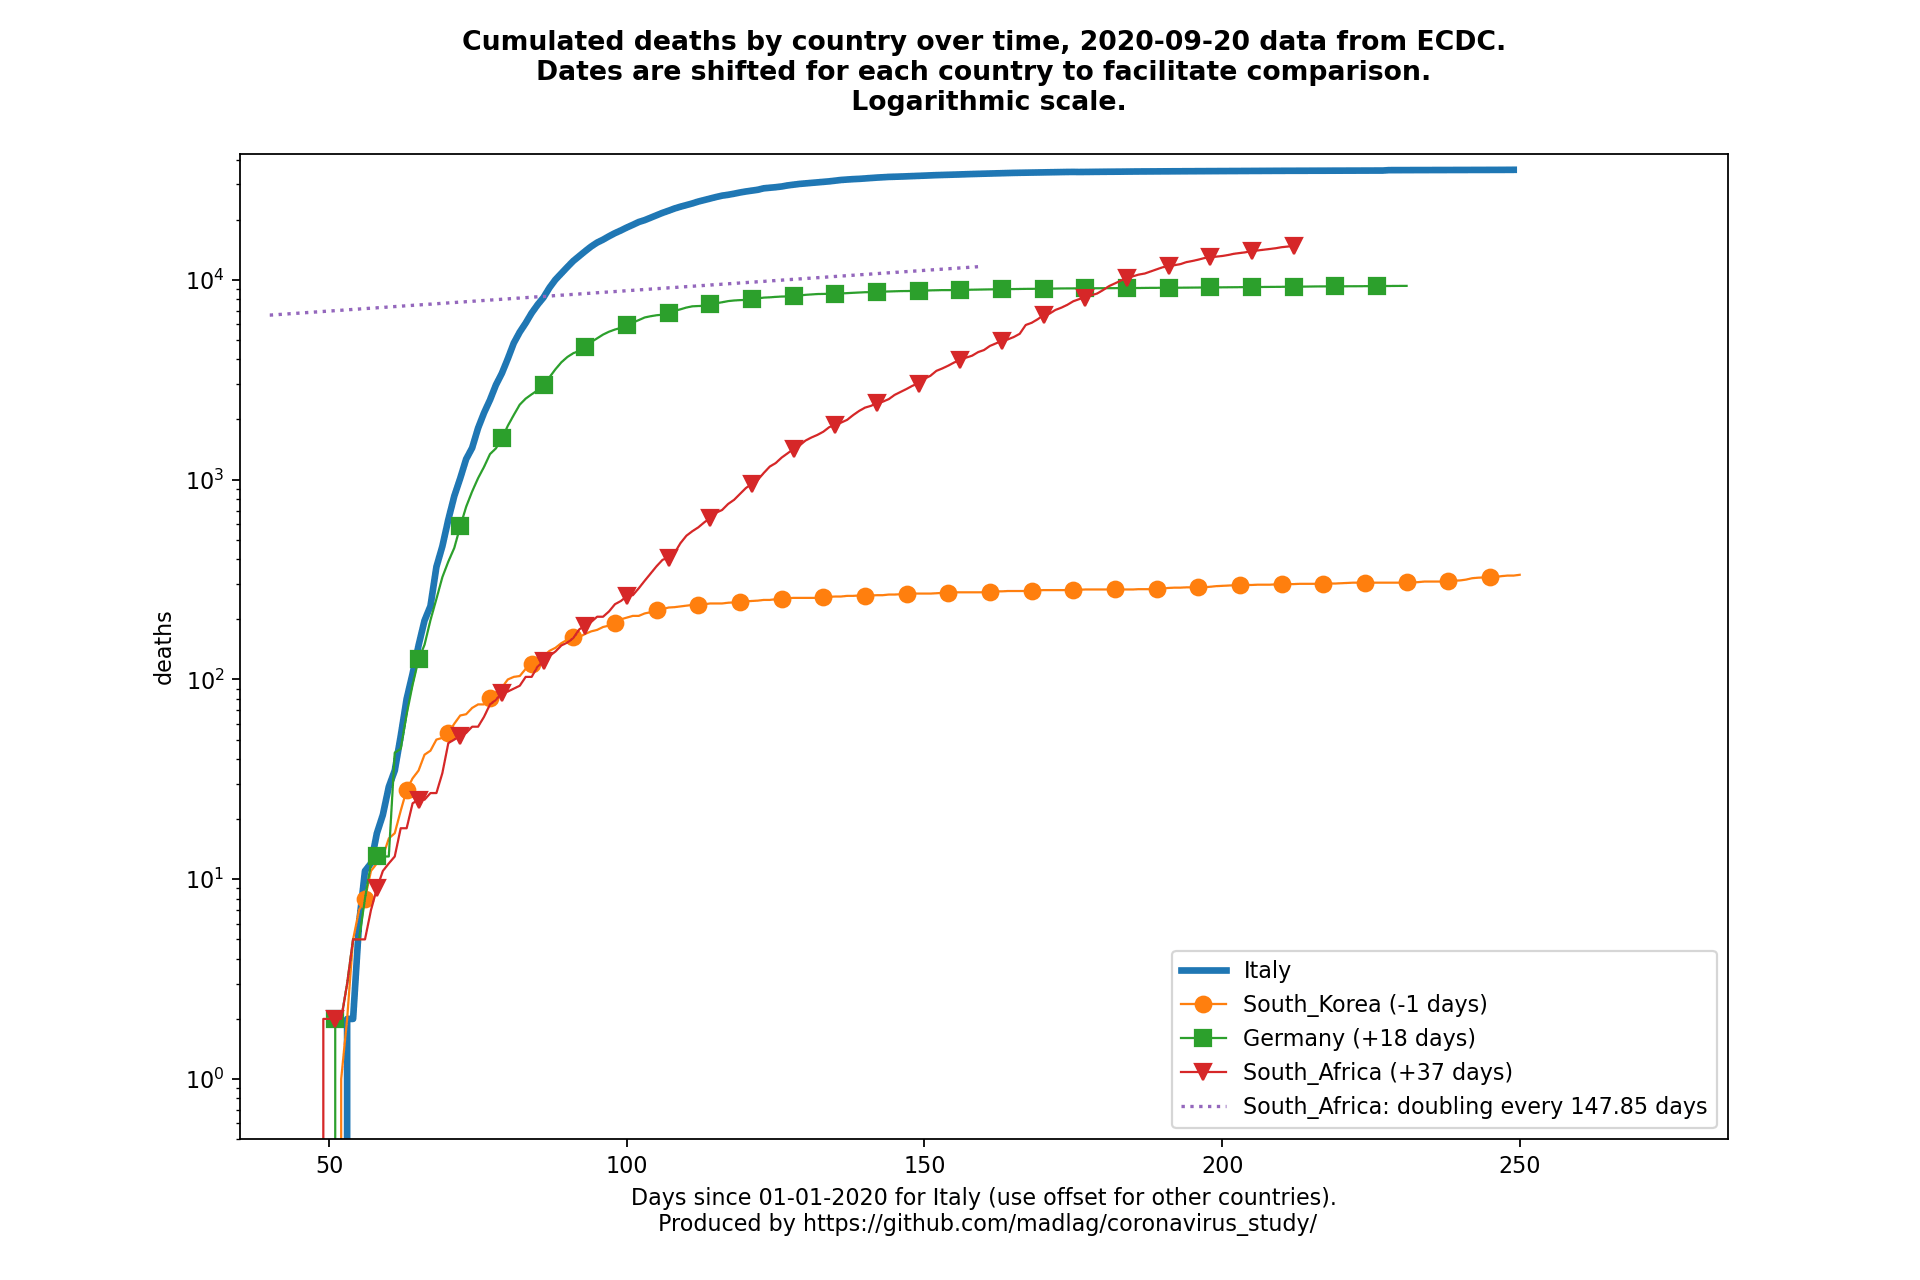 Cumulated deaths by country over time, 2020-09-20 data from ECDC.
Dates are shifted for each country to facilitate comparison.
Logarithmic scale.
10⁴
10³
10²
10¹
10⁰
deaths
50
100
150
200
250
Italy
South_Korea (-1 days)
Germany (+18 days)
South_Africa (+37 days)
South_Africa: doubling every 147.85 days
Days since 01-01-2020 for Italy (use offset for other countries).
Produced by https://github.com/madlag/coronavirus_study/